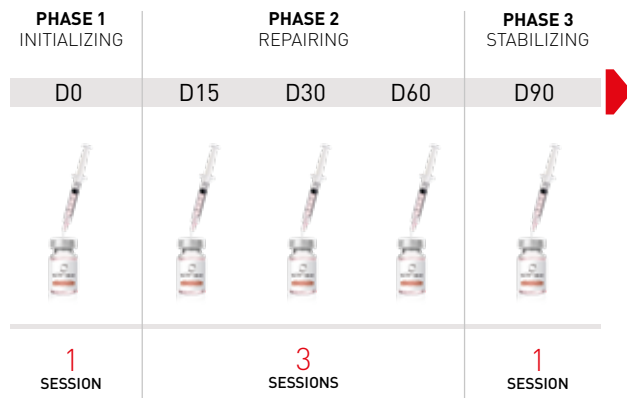 PHASE 1
INITIALIZING
PHASE 2
REPAIRING
PHASE 3
STABILIZING
D0
D15
D30
D60
D90
1
SESSION
3
SESSIONS
1
SESSION